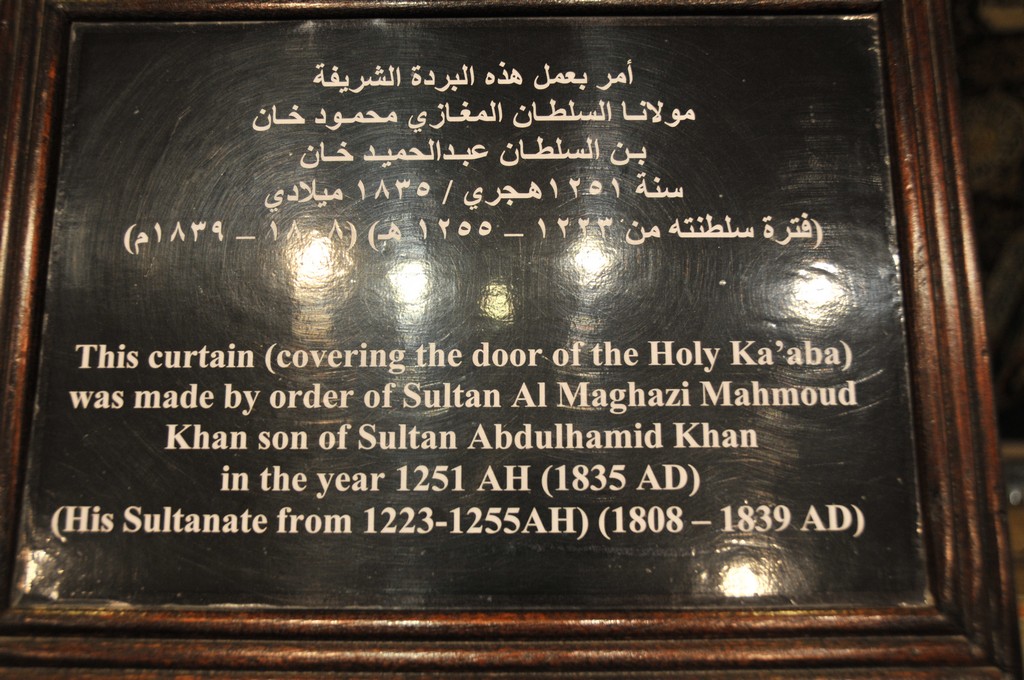 أمر بعمل هذه البردة الشريفة
مولانا السلطان المغازي محمود خان
بن السلطان عبدالحميد خان
سنة ١٢٥١هجري / ١٨٣٥ ميلادي
(فترة سلطنته من ١٢٢٣ – ١٢٥٥ هـ) (١٨٠٨ – ١٨٣٩م)
This curtain (covering the door of the Holy Ka'aba)
was made by order of Sultan Al Maghazi Mahmoud
Khan son of Sultan Abdulhamid Khan
in the year 1251 AH (1835 AD)
(His Sultanate from 1223-1255AH) (1808 – 1839 AD)